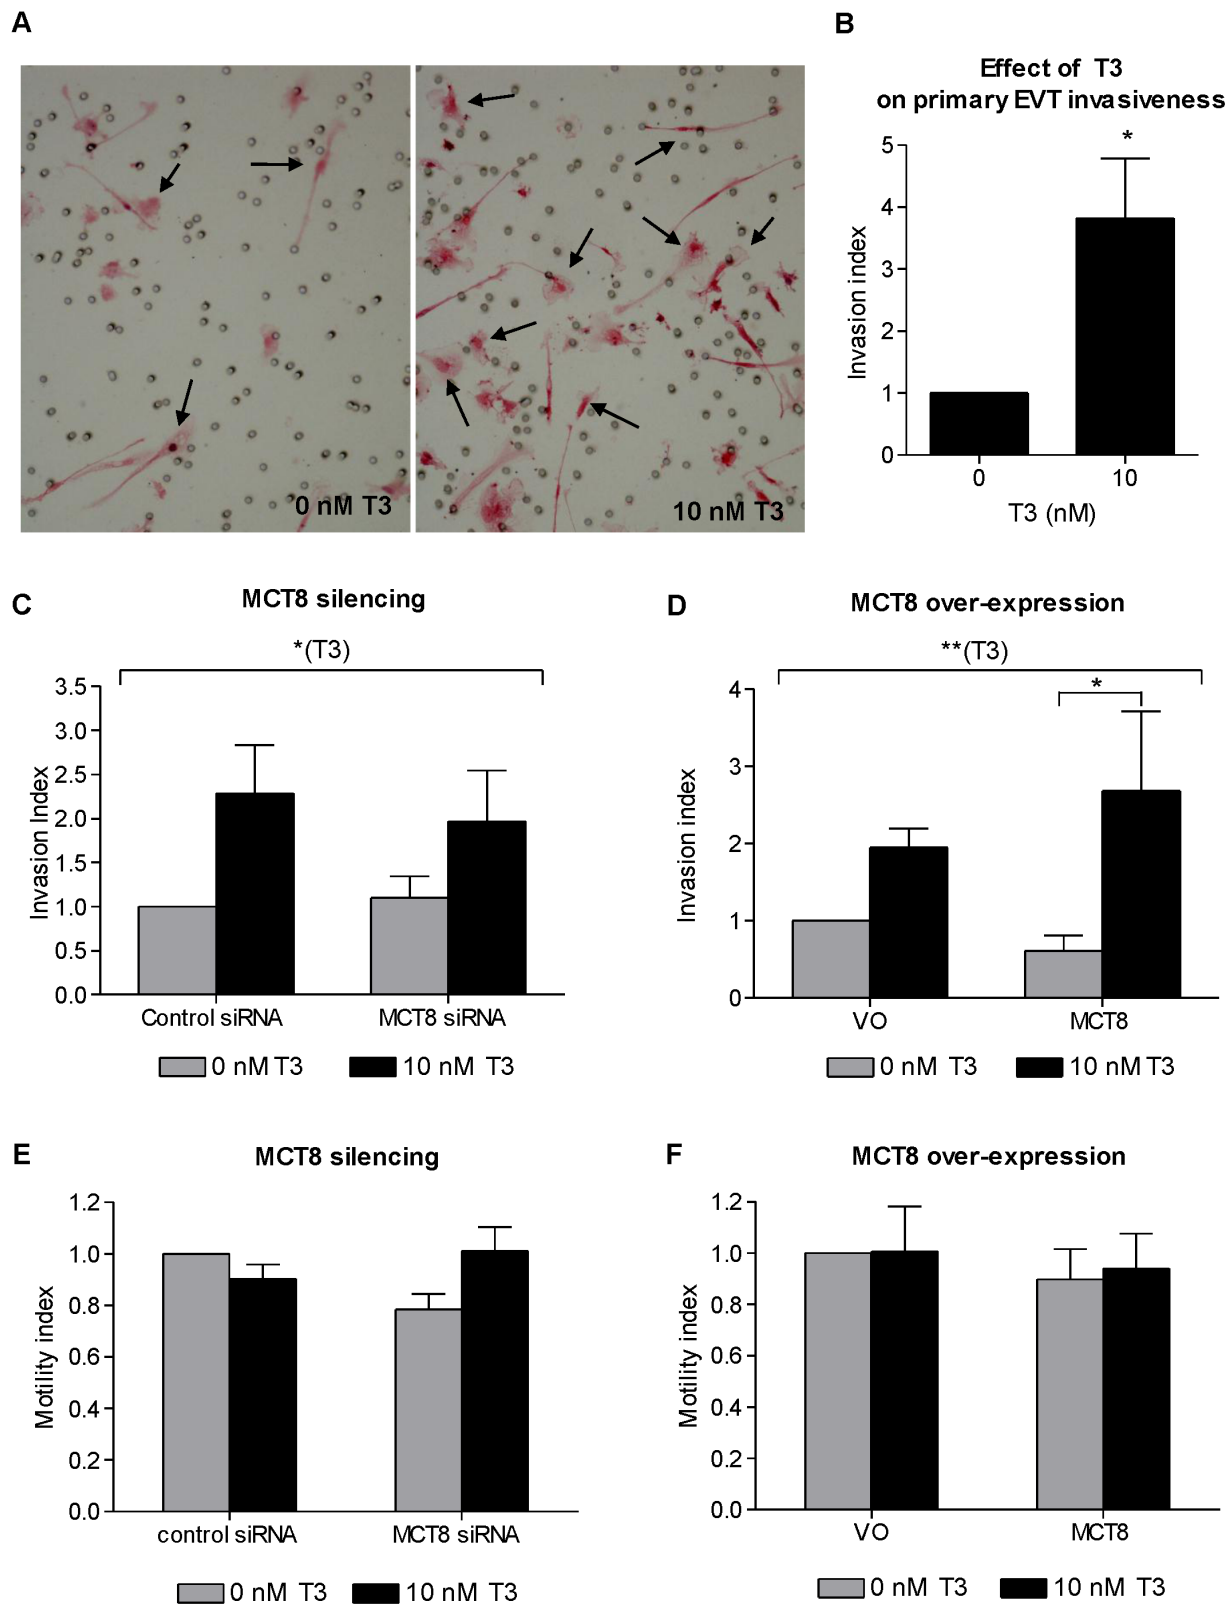 A
0 nM T3
10 nM T3
B
Effect of T3
on primary EVT invasiveness
*
5
4
3
2
1
0
Invasion index
0
10
T3 (nM)
C
MCT8 silencing
*(T3)
3.5
3.0
2.5
2.0
1.5
1.0
0.5
0.0
Invasion Index
Control siRNA
MCT8 siRNA
0 nM T3
10 nM T3
D
MCT8 over-expression
**(T3)
*
4
3
2
1
0
Invasion index
VO
MCT8
0 nM T3
10 nM T3
E
MCT8 silencing
1.2
1.0
0.8
0.6
0.4
0.2
0.0
Motility index
control siRNA
MCT8 siRNA
0 nM T3
10 nM T3
F
MCT8 over-expression
1.2
1.0
0.8
0.6
0.4
0.2
0.0
Motility index
VO
MCT8
0 nM T3
10 nM T3